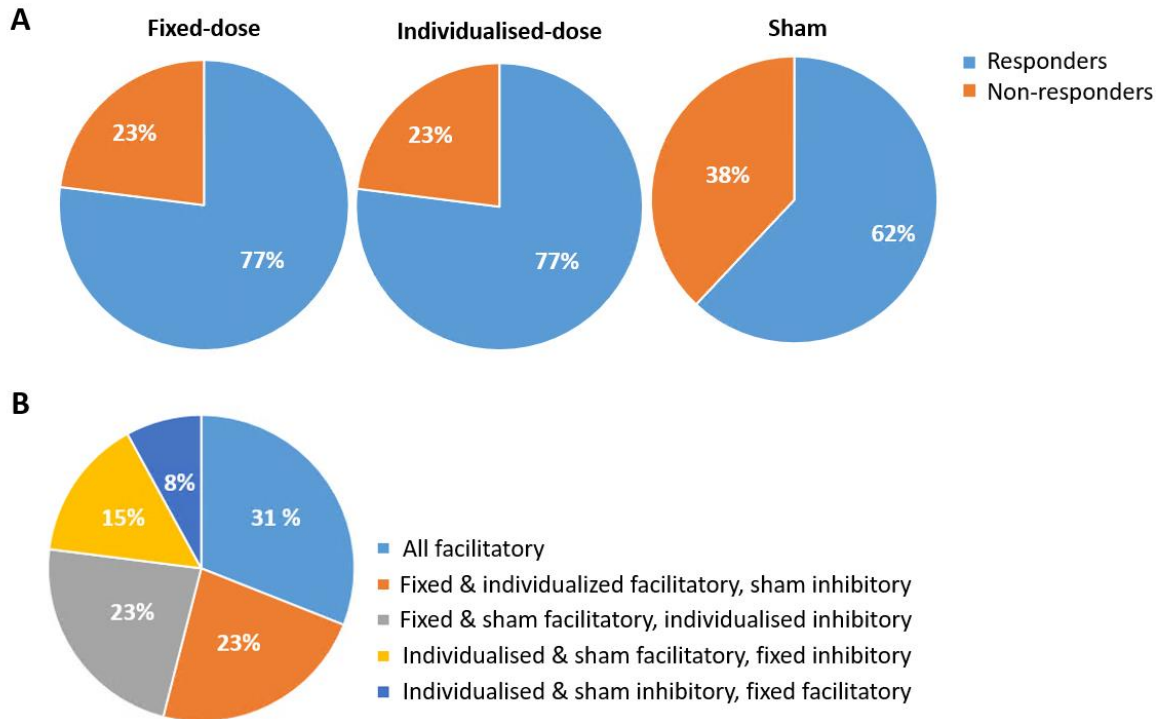 A
Fixed-dose
Individualised-dose
Sham
Responders
Non-responders
23%
77%
23%
77%
38%
62%
B
8%
31 %
15%
23%
23%
All facilitatory
Fixed & individualized facilitatory, sham inhibitory
Fixed & sham facilitatory, individualised inhibitory
Individualised & sham facilitatory, fixed inhibitory
Individualised & sham inhibitory, fixed facilitatory